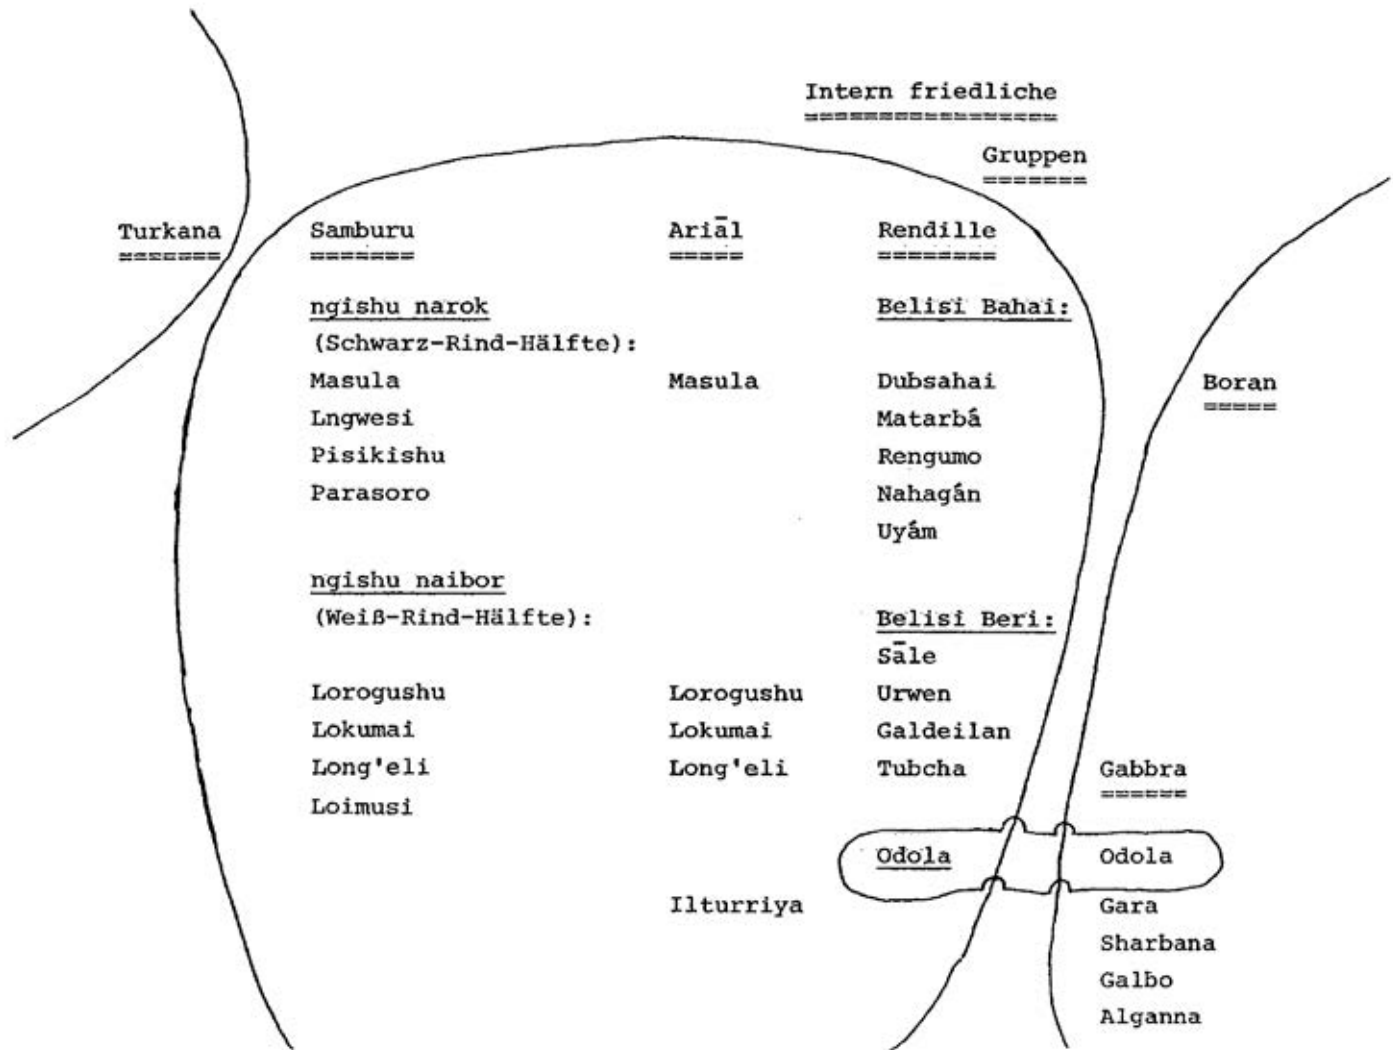 Intern friedliche
Gruppen
Turkana Samburu Ariāl Rendille
ngishu narok Belisi Bahai:
(Schwarz-Rind-Hälfte):
Masula Masula Dubsahai Boran
Lngwesi Matarbá
Pisikishu Rengumo
Parasoro Nahagán
Uyám
ngishu naibor
(Weiß-Rind-Hälfte): Belisi Beri:
Sāle
Lorogushu Lorogushu Urwen
Lokumai Lokumai Galdeilan
Long'eli Long'eli Tubcha Gabbra
Loimusi
Odola Odola
Ilturriya Gara
Sharbana
Galbo
Alganna